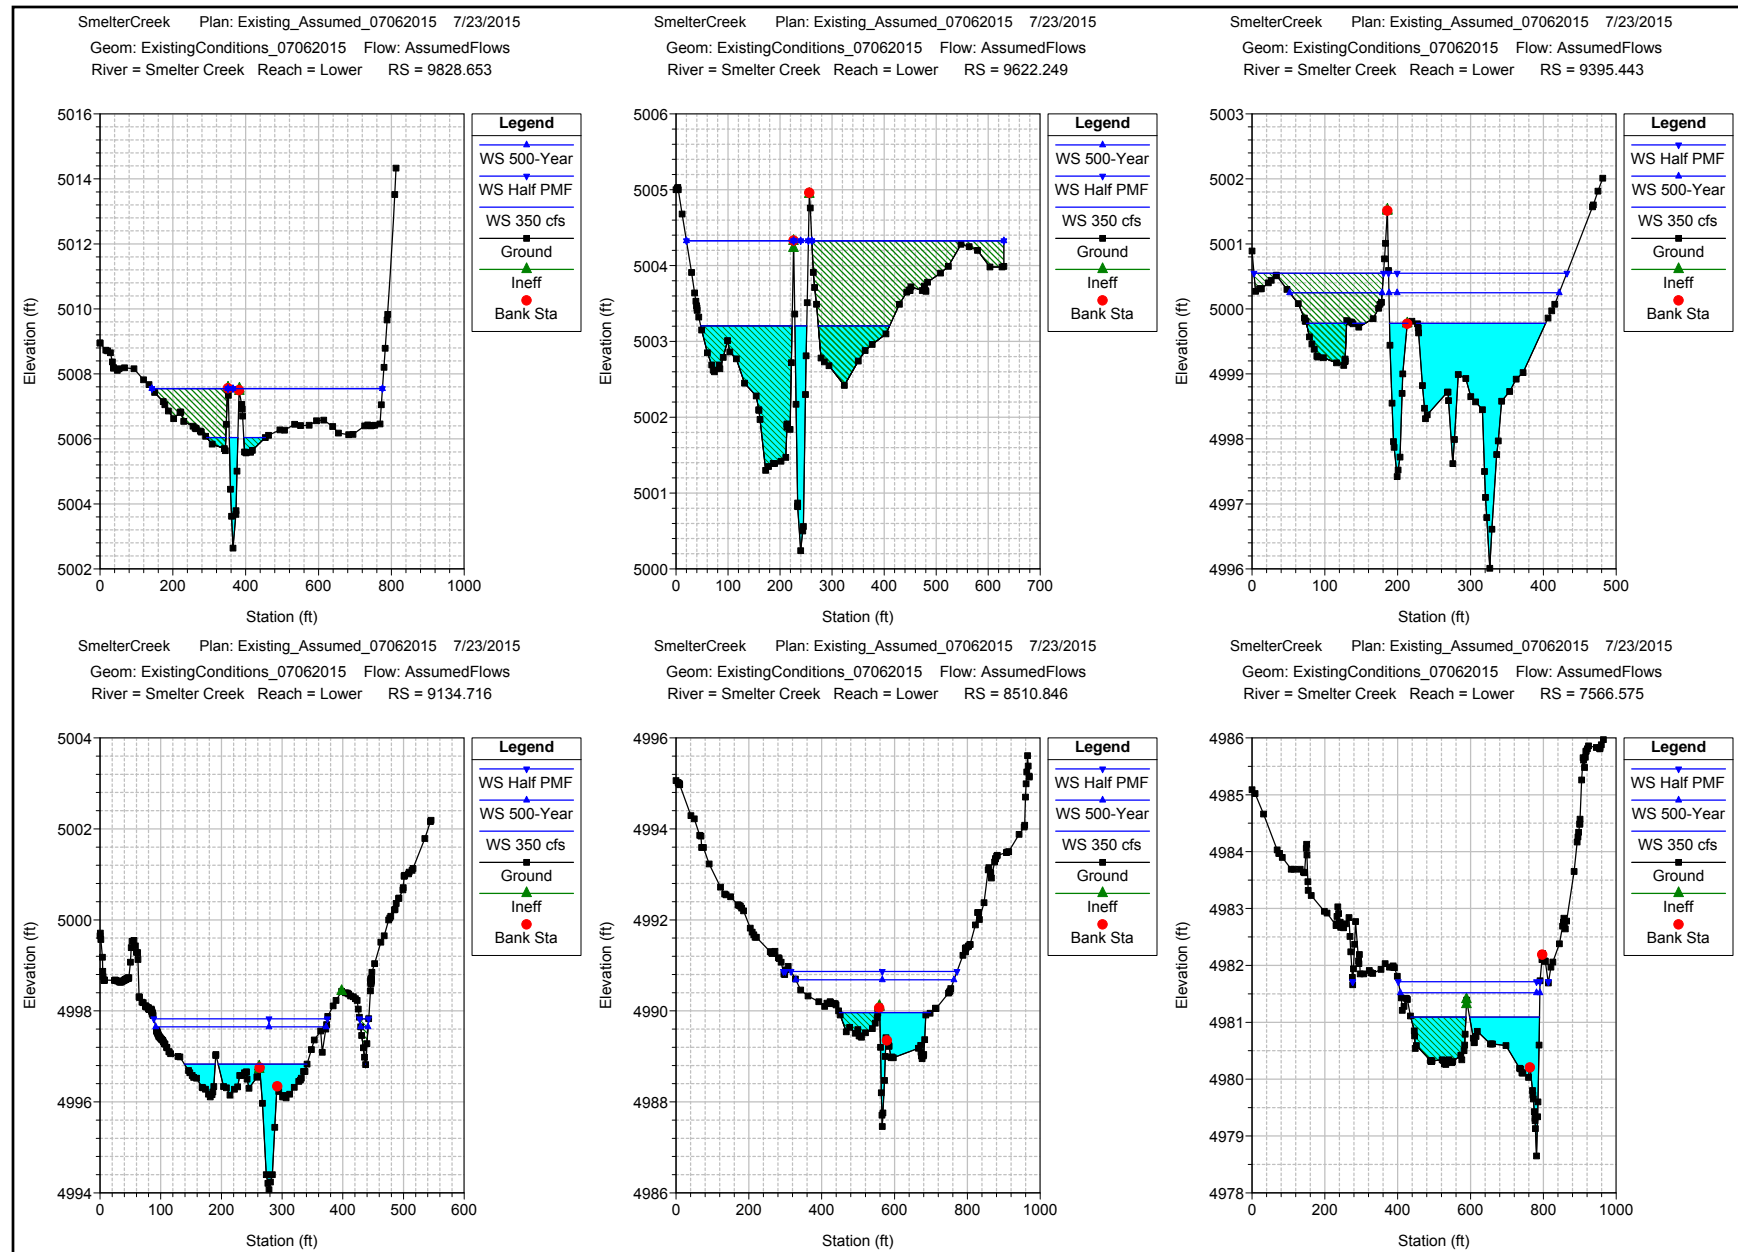 SmelterCreek Plan: Existing_Assumed_07062015 7/23/2015
Geom: ExistingConditions_07062015 Flow: AssumedFlows
River = Smelter Creek Reach = Lower RS = 9828.653
Legend
WS 500-Year
WS Half PMF
WS 350 cfs
Ground
Ineff
Bank Sta
5016
5014
5012
5010
5008
5006
5004
5002
Elevation (ft)
0 200 400 600 800 1000
Station (ft)
SmelterCreek Plan: Existing_Assumed_07062015 7/23/2015
Geom: ExistingConditions_07062015 Flow: AssumedFlows
River = Smelter Creek Reach = Lower RS = 9622.249
Legend
WS 500-Year
WS Half PMF
WS 350 cfs
Ground
Ineff
Bank Sta
5006
5005
5004
5003
5002
5001
5000
Elevation (ft)
0 100 200 300 400 500 600 700
Station (ft)
SmelterCreek Plan: Existing_Assumed_07062015 7/23/2015
Geom: ExistingConditions_07062015 Flow: AssumedFlows
River = Smelter Creek Reach = Lower RS = 9395.443
Legend
WS Half PMF
WS 500-Year
WS 350 cfs
Ground
Ineff
Bank Sta
5003
5002
5001
5000
4999
4998
4997
4996
Elevation (ft)
0 100 200 300 400 500
Station (ft)
SmelterCreek Plan: Existing_Assumed_07062015 7/23/2015
Geom: ExistingConditions_07062015 Flow: AssumedFlows
River = Smelter Creek Reach = Lower RS = 9134.716
Legend
WS Half PMF
WS 500-Year
WS 350 cfs
Ground
Ineff
Bank Sta
5004
5002
5000
4998
4996
4994
Elevation (ft)
0 100 200 300 400 500 600
Station (ft)
SmelterCreek Plan: Existing_Assumed_07062015 7/23/2015
Geom: ExistingConditions_07062015 Flow: AssumedFlows
River = Smelter Creek Reach = Lower RS = 8510.846
Legend
WS Half PMF
WS 500-Year
WS 350 cfs
Ground
Ineff
Bank Sta
4996
4994
4992
4990
4988
4986
Elevation (ft)
0 200 400 600 800 1000
Station (ft)
SmelterCreek Plan: Existing_Assumed_07062015 7/23/2015
Geom: ExistingConditions_07062015 Flow: AssumedFlows
River = Smelter Creek Reach = Lower RS = 7566.575
Legend
WS Half PMF
WS 500-Year
WS 350 cfs
Ground
Ineff
Bank Sta
4986
4985
4984
4983
4982
4981
4980
4979
4978
Elevation (ft)
0 200 400 600 800 1000
Station (ft)